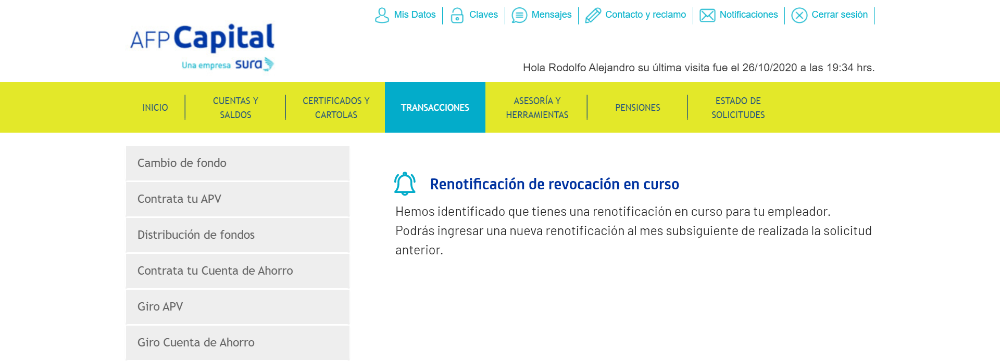 Mis Datos
Claves
Mensajes
Contacto y reclamo
Notificaciones
Cerrar sesión
AFP Capital
Una empresa sura
Hola Rodolfo Alejandro su última visita fue el 26/10/2020 a las 19:34 hrs.
INICIO
CUENTAS Y
SALDOS
CERTIFICADOS Y
CARTOLAS
TRANSACCIONES
ASESORÍA Y
HERRAMIENTAS
PENSIONES
ESTADO DE
SOLICITUDES
Cambio de fondo
Contrata tu APV
Distribución de fondos
Contrata tu Cuenta de Ahorro
Giro APV
Giro Cuenta de Ahorro
Renotificación de revocación en curso
Hemos identificado que tienes una renotificación en curso para tu empleador.
Podrás ingresar una nueva renotificación al mes subsiguiente de realizada la solicitud
anterior.